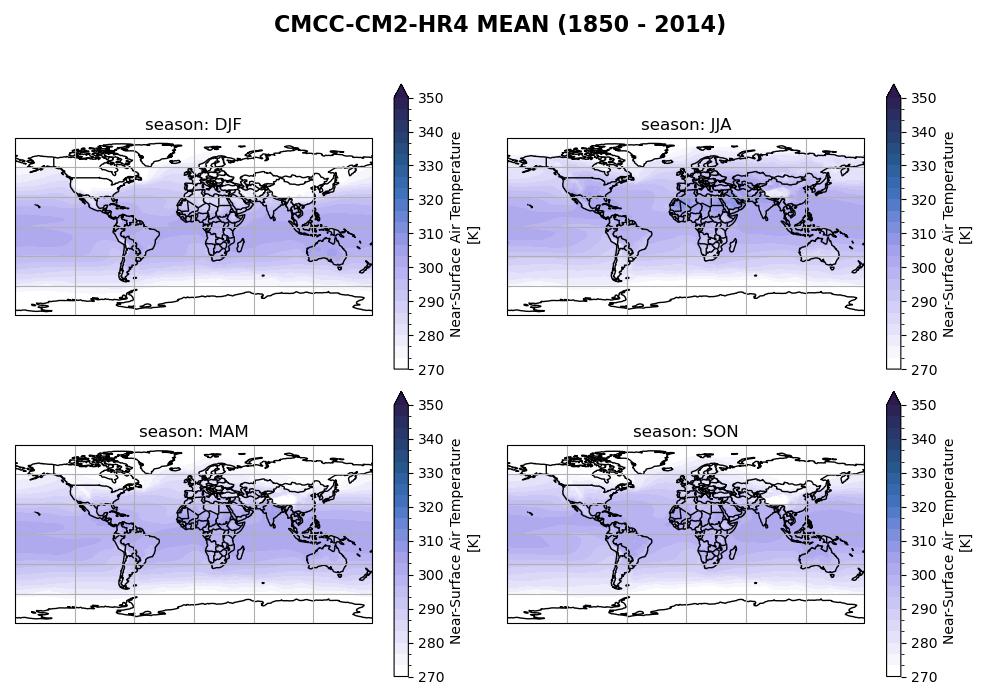 CMCC-CM2-HR4 MEAN (1850 - 2014)
season: DJF
350
340
330
320
310
300
290
280
270
Near-Surface Air Temperature
[K]
season: JJA
350
340
330
320
310
300
290
280
270
Near-Surface Air Temperature
[K]
season: MAM
350
340
330
320
310
300
290
280
270
Near-Surface Air Temperature
[K]
season: SON
350
340
330
320
310
300
290
280
270
Near-Surface Air Temperature
[K]